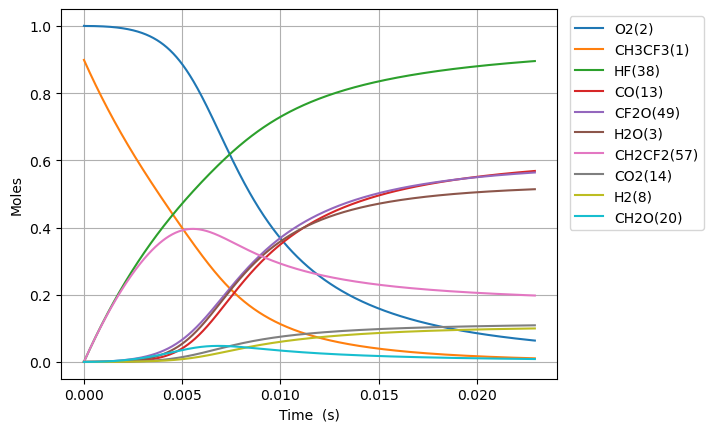 1.0
0.8
0.6
0.4
0.2
0.0
Moles
0.000
0.005
0.010
0.015
0.020
Time  (s)
O2(2)
CH3CF3(1)
HF(38)
CO(13)
CF2O(49)
H2O(3)
CH2CF2(57)
CO2(14)
H2(8)
CH2O(20)